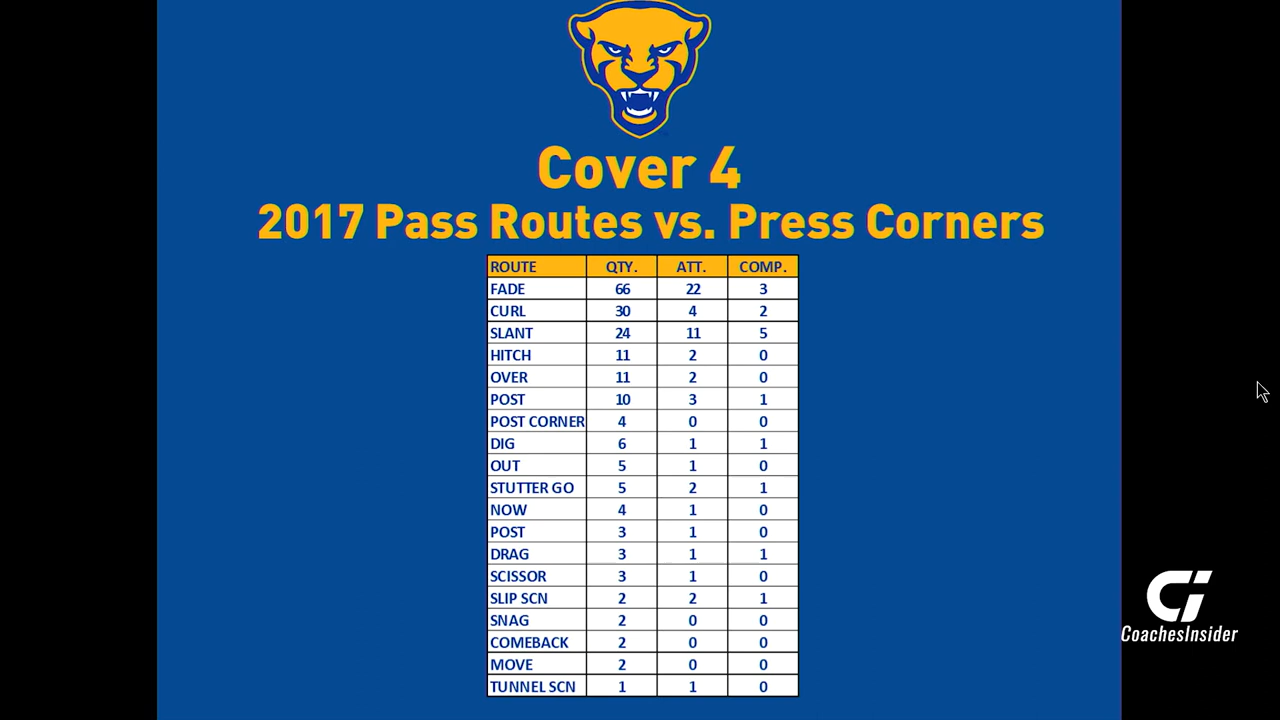 Cover 4
2017 Pass Routes vs. Press Corners
ROUTE QTY. ATT. COMP.
FADE 66 22 3
CURL 30 4 2
SLANT 24 11 5
HITCH 11 2 0
OVER 11 2 0
POST 10 3 1
POST CORNER 4 0 0
DIG 6 1 1
OUT 5 1 0
STUTTER GO 5 2 1
NOW 4 1 0
POST 3 1 0
DRAG 3 1 1
SCISSOR 3 1 0
SLIP SCN 2 2 1
SNAG 2 0 0
COMEBACK 2 0 0
MOVE 2 0 0
TUNNEL SCN 1 1 0
CI
CoachesInsider